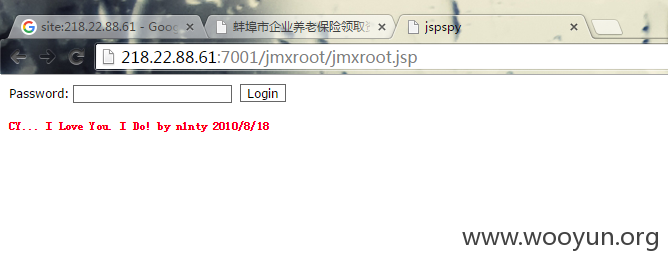 site:218.22.88.61 - Goog
蚌埠市企业养老保险领取资
jspspy
218.22.88.61:7001/jmxroot/jmxroot.jsp
Password:
Login
CY... I Love You. I Do! by n1nty 2010/8/18
www.wooyun.org